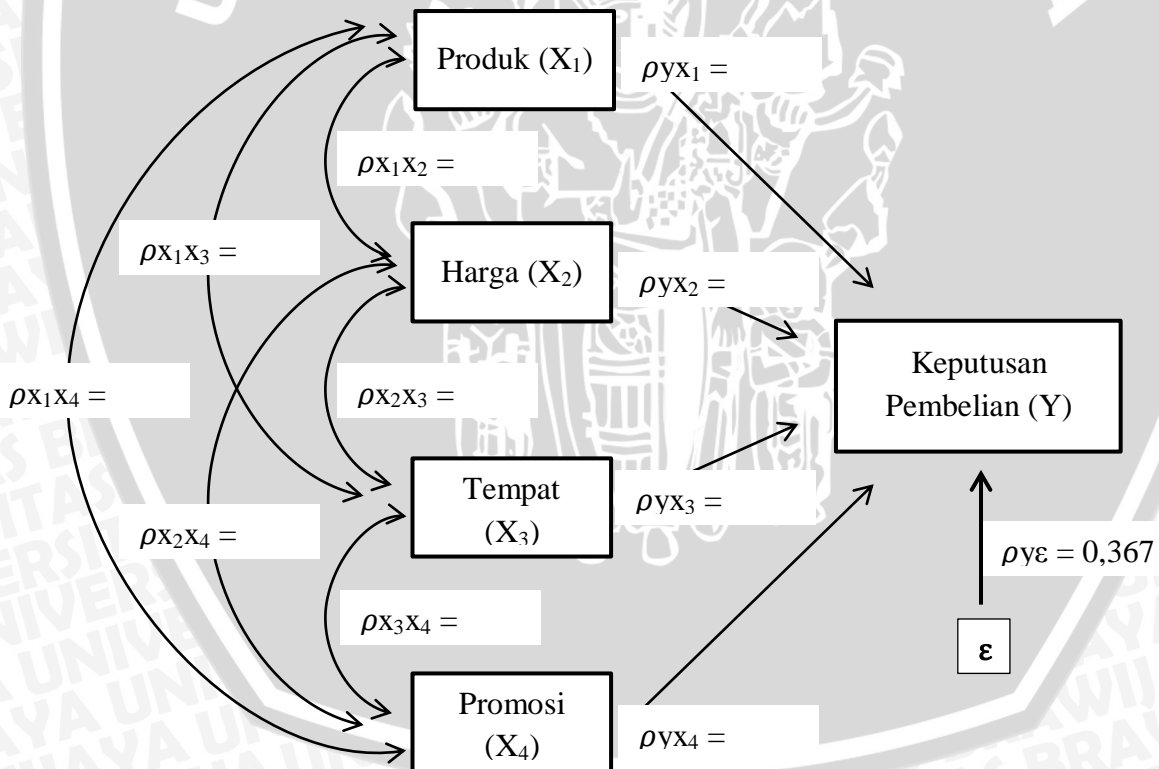 Produk (X₁)
ρyx₁ =
ρx₁x₂ =
ρx₁x₃ =
Harga (X₂)
ρyx₂ =
Keputusan
Pembelian (Y)
ρx₁x₄ =
ρx₂x₃ =
Tempat
(X₃)
ρyx₃ =
ρx₂x₄ =
ρyε = 0,367
ρx₃x₄ =
ε
Promosi
(X₄)
ρyx₄ =